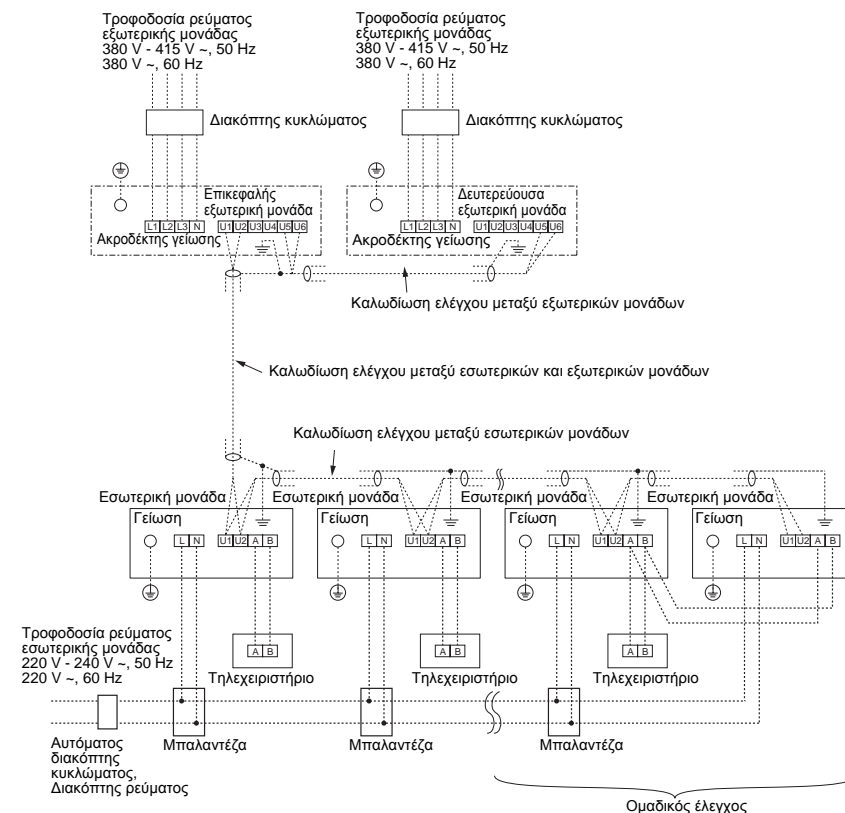 Τροφοδοσία ρεύματος
εξωτερικής μονάδας
380 V - 415 V ~, 50 Hz
380 V ~, 60 Hz
Τροφοδοσία ρεύματος
εξωτερικής μονάδας
380 V - 415 V ~, 50 Hz
380 V ~, 60 Hz
Διακόπτης κυκλώματος
Διακόπτης κυκλώματος
Επικεφαλής
εξωτερική μονάδα
L1 L2 L3 N U1 U2 U3 U4 U5 U6
Ακροδέκτης γείωσης
Δευτερεύουσα
εξωτερική μονάδα
L1 L2 L3 N U1 U2 U3 U4 U5 U6
Ακροδέκτης γείωσης
Καλωδίωση ελέγχου μεταξύ εξωτερικών μονάδων
Καλωδίωση ελέγχου μεταξύ εσωτερικών και εξωτερικών μονάδων
Καλωδίωση ελέγχου μεταξύ εσωτερικών μονάδων
Εσωτερική μονάδα
Εσωτερική μονάδα
Εσωτερική μονάδα
Εσωτερική μονάδα
Γείωση
Γείωση
Γείωση
Γείωση
L N U1 U2 A B
L N U1 U2 A B
L N U1 U2 A B
L N U1 U2 A B
Τροφοδοσία ρεύματος
εσωτερικής μονάδας
220 V - 240 V ~, 50 Hz
220 V ~, 60 Hz
A B
A B
A B
Τηλεχειριστήριο
Τηλεχειριστήριο
Τηλεχειριστήριο
Αυτόματος
διακόπτης
κυκλώματος,
Διακόπτης ρεύματος
Μπαλαντέζα
Μπαλαντέζα
Μπαλαντέζα
Ομαδικός έλεγχος